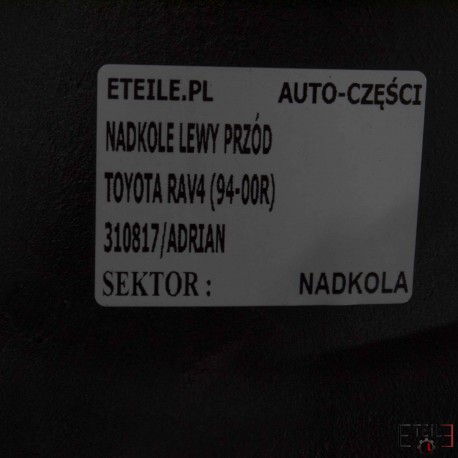 ETEILE.PL AUTO-CZĘŚCI
NADKOLE LEWY PRZÓD
TOYOTA RAV4 (94-00R)
310817/ADRIAN
SEKTOR : NADKOLA
ETEILE